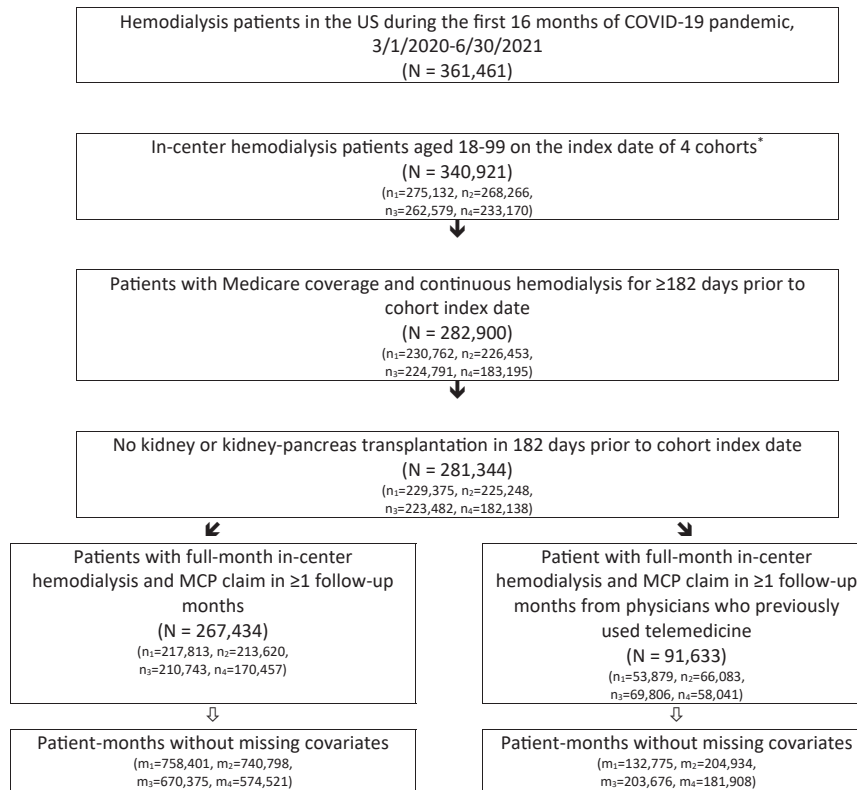 Hemodialysis patients in the US during the first 16 months of COVID-19 pandemic,
3/1/2020-6/30/2021
(N = 361,461)
In-center hemodialysis patients aged 18-99 on the index date of 4 cohorts*
(N = 340,921)
(n₁=275,132, n₂=268,266,
n₃=262,579, n₄=233,170)
Patients with Medicare coverage and continuous hemodialysis for ≥182 days prior to
cohort index date
(N = 282,900)
(n₁=230,762, n₂=226,453,
n₃=224,791, n₄=183,195)
No kidney or kidney-pancreas transplantation in 182 days prior to cohort index date
(N = 281,344)
(n₁=229,375, n₂=225,248,
n₃=223,482, n₄=182,138)
Patients with full-month in-center
hemodialysis and MCP claim in ≥1 follow-up
months
(N = 267,434)
(n₁=217,813, n₂=213,620,
n₃=210,743, n₄=170,457)
Patient-months without missing covariates
(m₁=758,401, m₂=740,798,
m₃=670,375, m₄=574,521)
Patient with full-month in-center
hemodialysis and MCP claim in ≥1 follow-up
months from physicians who previously
used telemedicine
(N = 91,633)
(n₁=53,879, n₂=66,083,
n₃=69,806, n₄=58,041)
Patient-months without missing covariates
(m₁=132,775, m₂=204,934,
m₃=203,676, m₄=181,908)